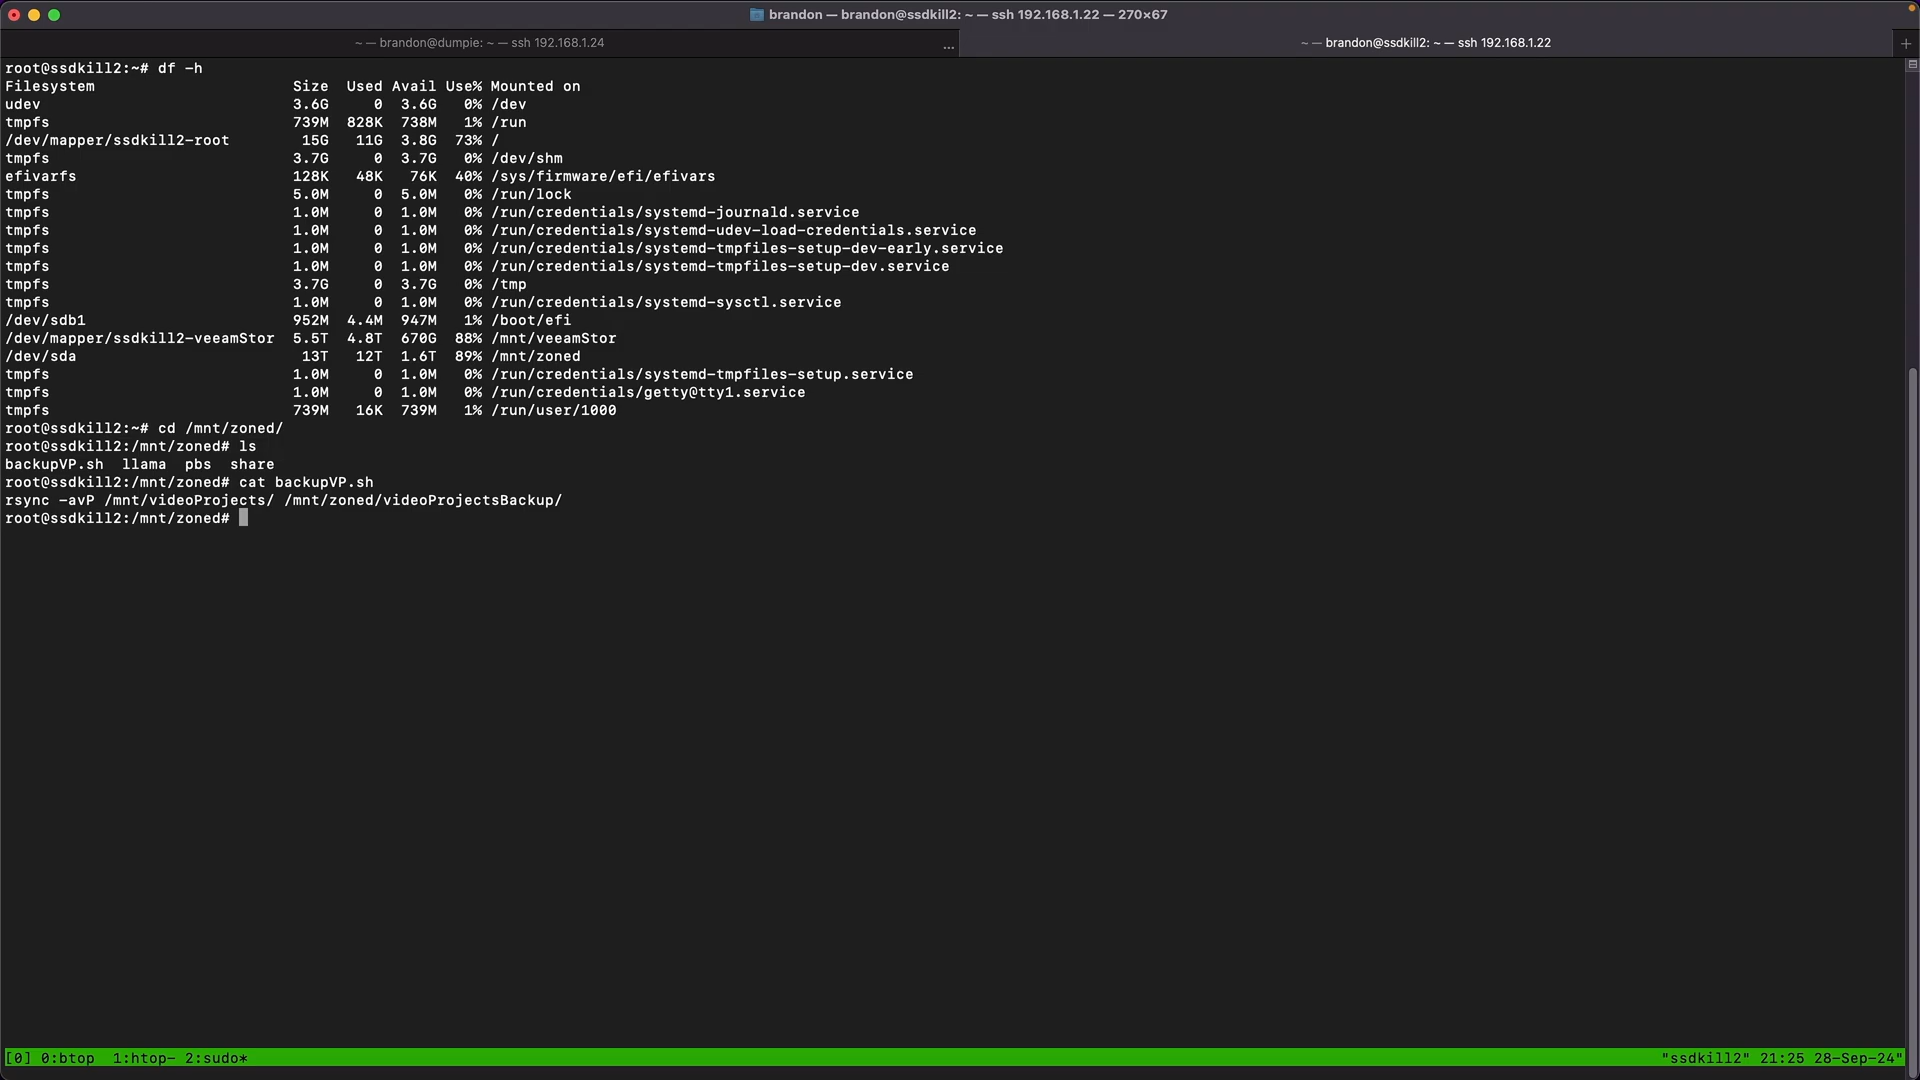 brandon — brandon@ssdkill2: ~ — ssh 192.168.1.22 — 270×67
~ — brandon@dumpie: ~ — ssh 192.168.1.24 ...
~ — brandon@ssdkill2: ~ — ssh 192.168.1.22 +
root@ssdkill2:~# df -h
Filesystem                      Size  Used Avail Use% Mounted on
udev                            3.6G     0  3.6G   0% /dev
tmpfs                           739M  828K  738M   1% /run
/dev/mapper/ssdkill2-root        15G   11G  3.8G  73% /
tmpfs                           3.7G     0  3.7G   0% /dev/shm
efivarfs                        128K   48K   76K  40% /sys/firmware/efi/efivars
tmpfs                           5.0M     0  5.0M   0% /run/lock
tmpfs                           1.0M     0  1.0M   0% /run/credentials/systemd-journald.service
tmpfs                           1.0M     0  1.0M   0% /run/credentials/systemd-udev-load-credentials.service
tmpfs                           1.0M     0  1.0M   0% /run/credentials/systemd-tmpfiles-setup-dev-early.service
tmpfs                           1.0M     0  1.0M   0% /run/credentials/systemd-tmpfiles-setup-dev.service
tmpfs                           3.7G     0  3.7G   0% /tmp
tmpfs                           1.0M     0  1.0M   0% /run/credentials/systemd-sysctl.service
/dev/sdb1                       952M  4.4M  947M   1% /boot/efi
/dev/mapper/ssdkill2-veeamStor  5.5T  4.8T  670G  88% /mnt/veeamStor
/dev/sda                         13T   12T  1.6T  89% /mnt/zoned
tmpfs                           1.0M     0  1.0M   0% /run/credentials/systemd-tmpfiles-setup.service
tmpfs                           1.0M     0  1.0M   0% /run/credentials/getty@tty1.service
tmpfs                           739M   16K  739M   1% /run/user/1000
root@ssdkill2:~# cd /mnt/zoned/
root@ssdkill2:/mnt/zoned# ls
backupVP.sh  llama  pbs  share
root@ssdkill2:/mnt/zoned# cat backupVP.sh
rsync -avP /mnt/videoProjects/ /mnt/zoned/videoProjectsBackup/
root@ssdkill2:/mnt/zoned#
[0] 0:btop  1:htop- 2:sudo* "ssdkill2" 21:25 28-Sep-24"